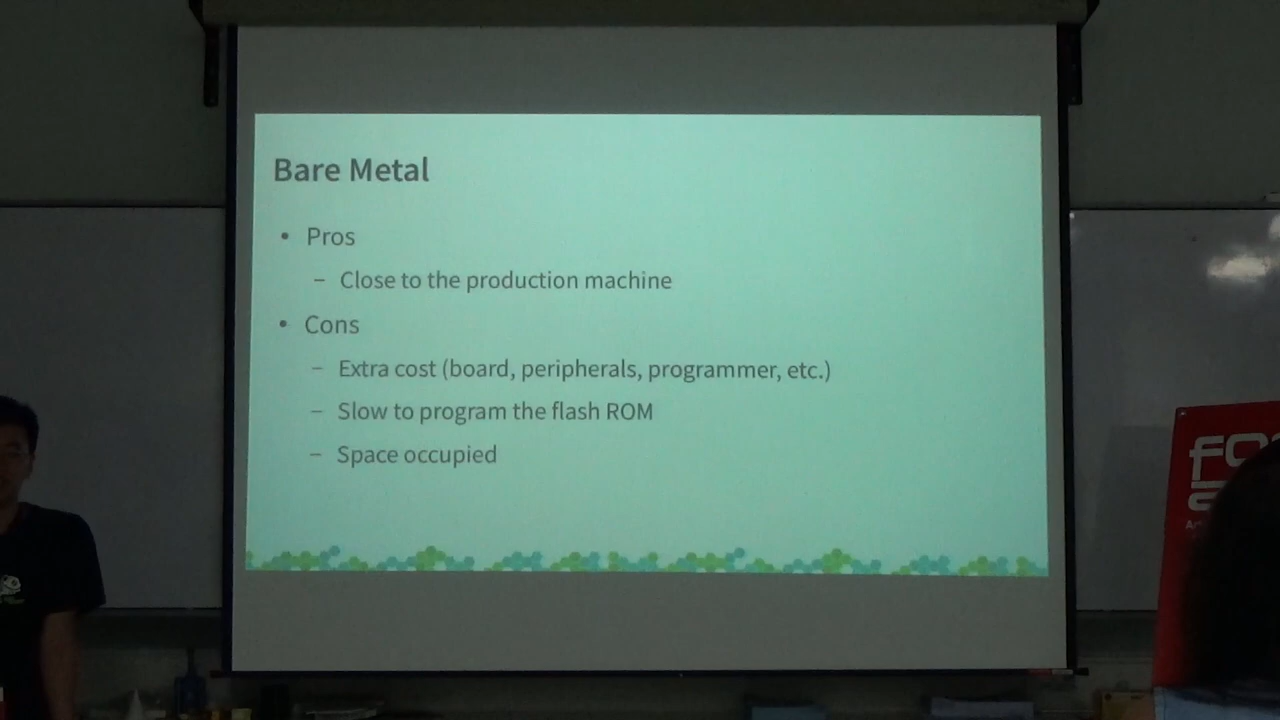 Bare Metal
• Pros
– Close to the production machine
• Cons
– Extra cost (board, peripherals, programmer, etc.)
– Slow to program the flash ROM
– Space occupied